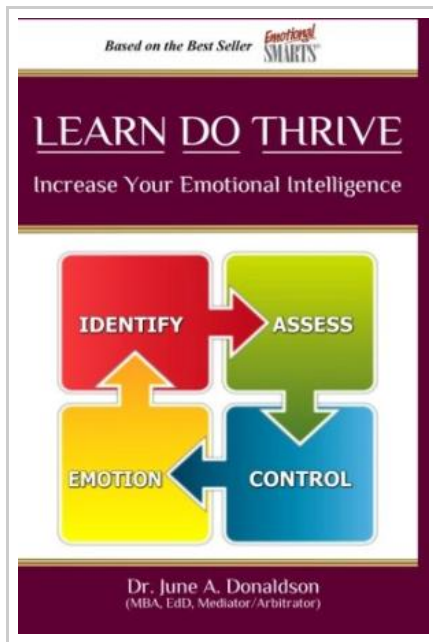 Based on the Best Seller
Emotional
SMARTS
LEARN DO THRIVE
Increase Your Emotional Intelligence
IDENTIFY
ASSESS
EMOTION
CONTROL
Dr. June A. Donaldson
(MBA, EdD, Mediator/Arbitrator)